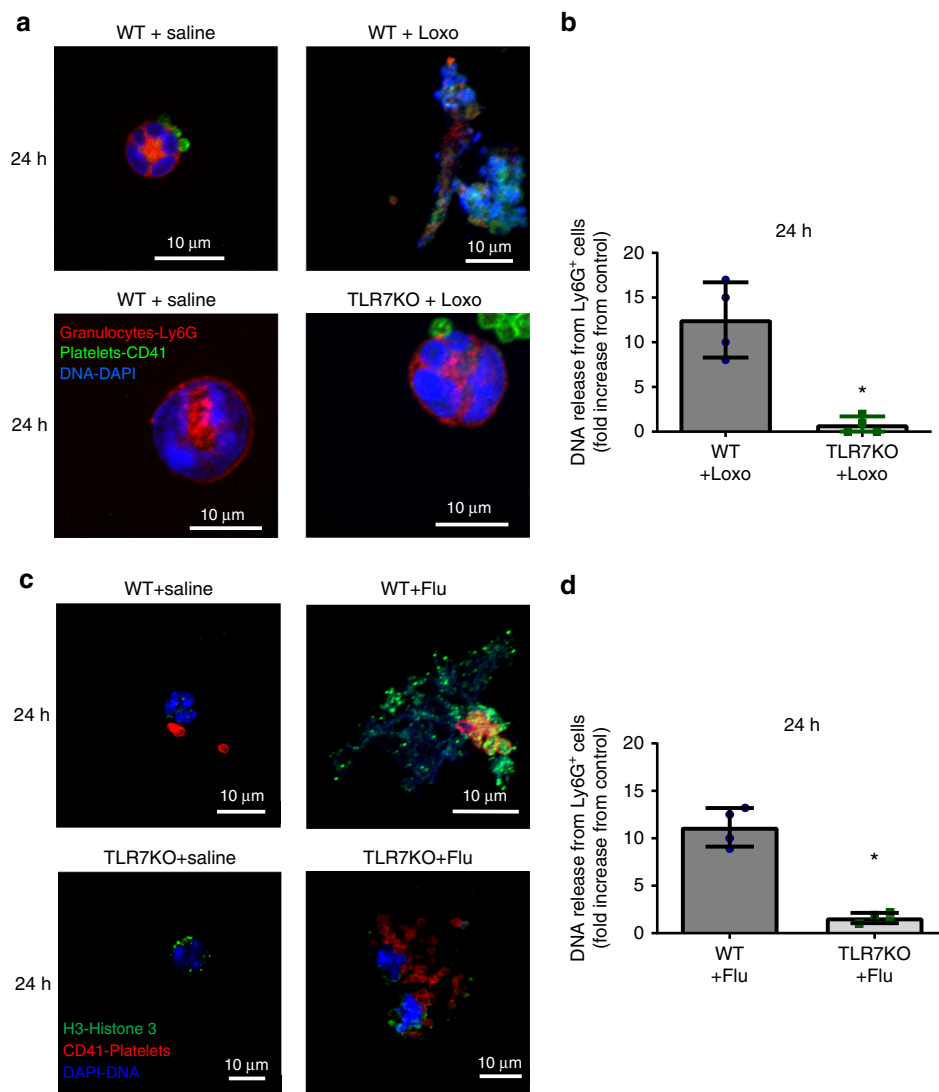 a
WT + saline
WT + Loxo
24 h
10 μm
10 μm
WT + saline
TLR7KO + Loxo
Granulocytes-Ly6G
Platelets-CD41
DNA-DAPI
24 h
10 μm
10 μm
b
24 h
DNA release from Ly6G⁺ cells
(fold increase from control)
20
15
10
5
0
*
WT
+Loxo
TLR7KO
+Loxo
c
WT+saline
WT+Flu
24 h
10 μm
10 μm
TLR7KO+saline
TLR7KO+Flu
24 h
H3-Histone 3
CD41-Platelets
DAPI-DNA
10 μm
10 μm
d
24 h
DNA release from Ly6G⁺ cells
(fold increase from control)
20
15
10
5
0
*
WT
+Flu
TLR7KO
+Flu